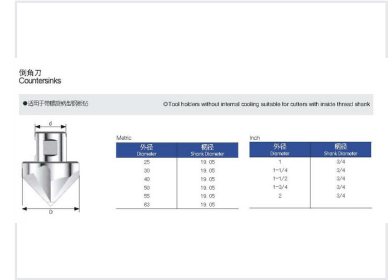 倒角刀
Countersinks
●适用于带螺纹柄型钢板钻
Tool holders without internal cooling suitable for cutters with inside thread shank
d
D
Metric
外径 柄径
Diameter Shank Diameter
25 19.05
30 19.05
40 19.05
50 19.05
55 19.05
63 19.05
Inch
外径 柄径
Diameter Shank Diameter
1 3/4
1-1/4 3/4
1-1/2 3/4
1-3/4 3/4
2 3/4